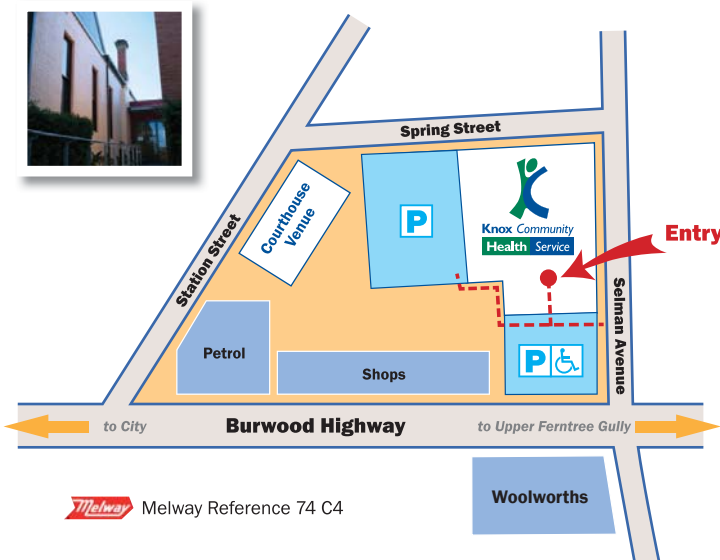 Spring Street
Courthouse
Venue
P
Knox Community
Health Service
Entry
Station Street
Selman Avenue
Petrol
Shops
P
to City
Burwood Highway
to Upper Ferntree Gully
Woolworths
Melway
Melway Reference 74 C4